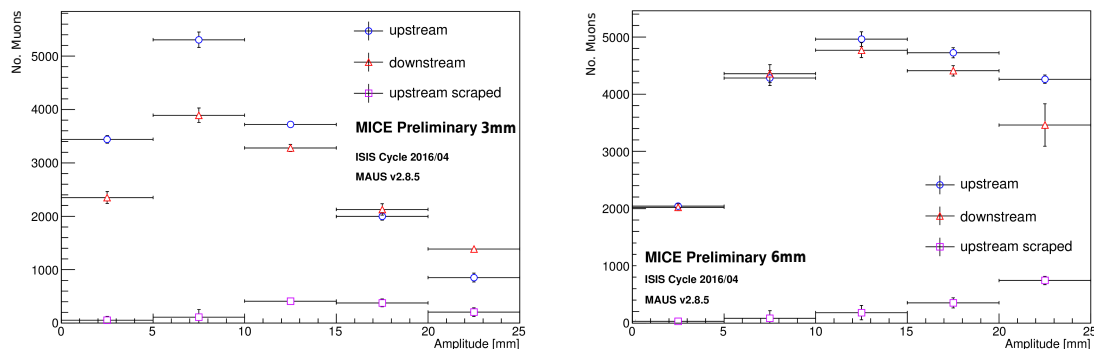 No. Muons
5000
4000
3000
2000
1000
0
0
5
10
15
20
25
Amplitude [mm]
upstream
downstream
upstream scraped
MICE Preliminary 3mm
ISIS Cycle 2016/04
MAUS v2.8.5
No. Muons
5000
4000
3000
2000
1000
0
0
5
10
15
20
25
Amplitude [mm]
upstream
downstream
upstream scraped
MICE Preliminary 6mm
ISIS Cycle 2016/04
MAUS v2.8.5